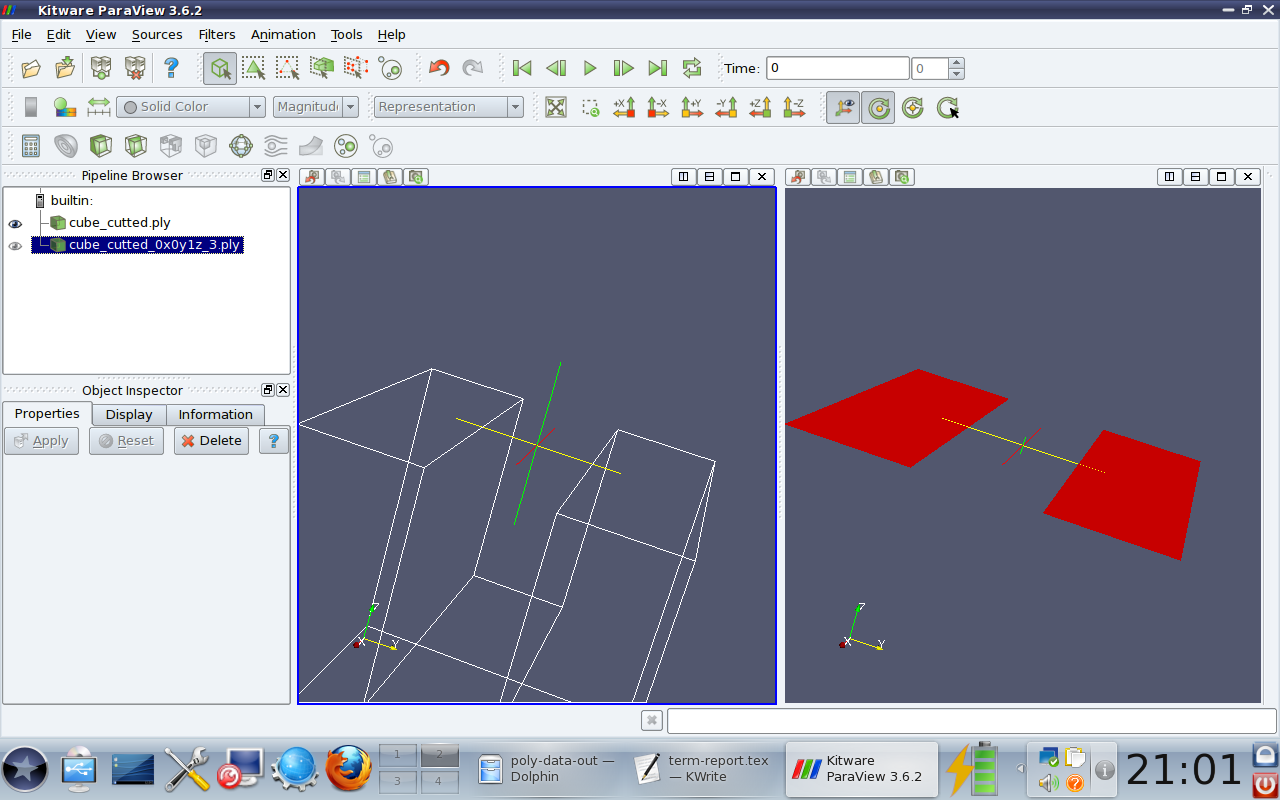 Kitware ParaView 3.6.2
File Edit View Sources Filters Animation Tools Help
Time: 0 0
Solid Color Magnitud Representation +X -X +Y -Y +Z -Z
Pipeline Browser
builtin:
cube_cutted.ply
cube_cutted_0x0y1z_3.ply
Object Inspector
Properties Display Information
Apply Reset Delete ?
Z
X Y
Z
X Y
1 2
3 4
poly-data-out —
Dolphin
term-report.tex
— KWrite
Kitware
ParaView 3.6.2
21:01